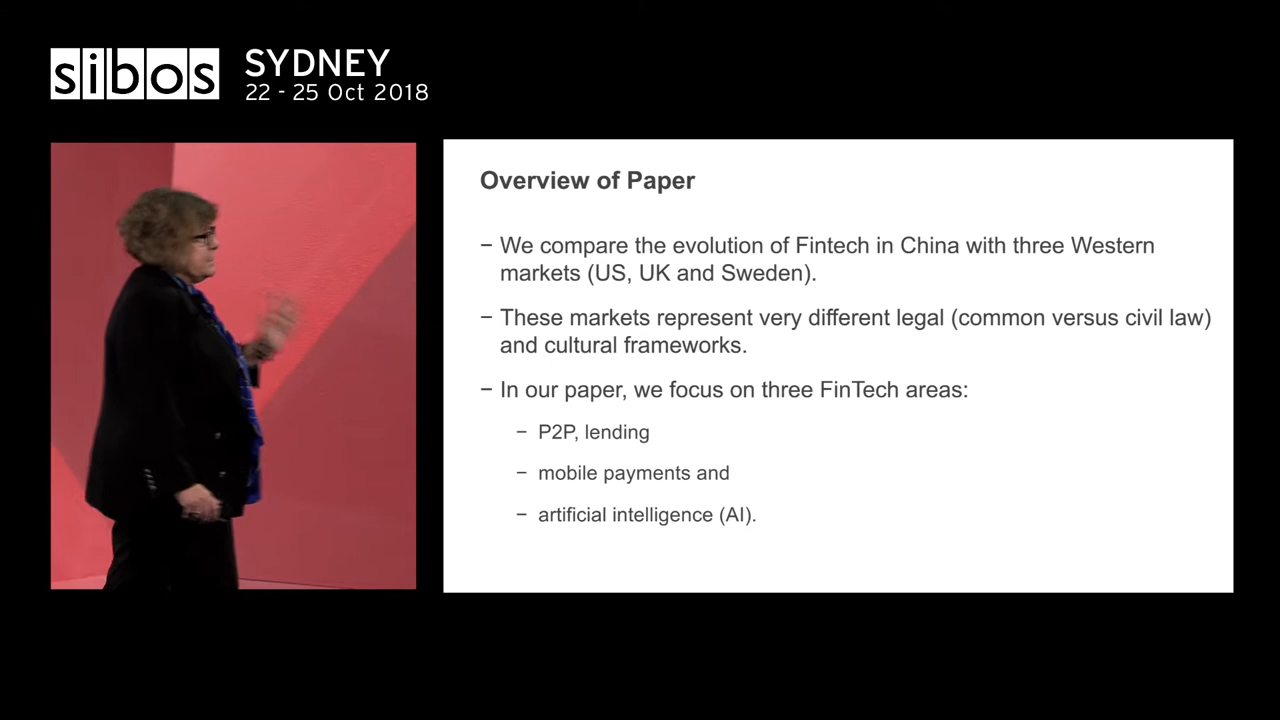 sibos
SYDNEY
22 - 25 Oct 2018
Overview of Paper
− We compare the evolution of Fintech in China with three Western
markets (US, UK and Sweden).
− These markets represent very different legal (common versus civil law)
and cultural frameworks.
− In our paper, we focus on three FinTech areas:
− P2P, lending
− mobile payments and
− artificial intelligence (AI).